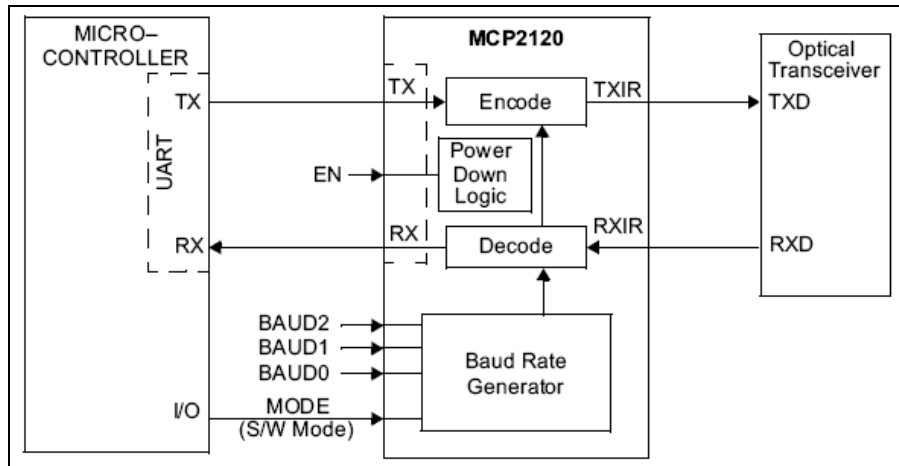 MICRO–
CONTROLLER
TX
UART
RX
I/O
MCP2120
TX
Encode
TXIR
EN
Power
Down
Logic
RX
Decode
RXIR
BAUD2
BAUD1
BAUD0
MODE
(S/W Mode)
Baud Rate
Generator
Optical
Transceiver
TXD
RXD